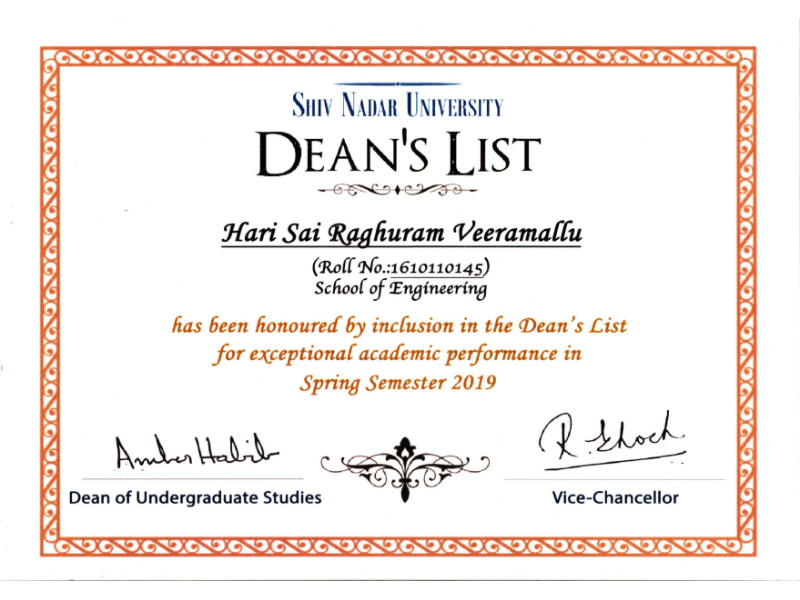 SHIV NADAR UNIVERSITY
DEAN'S LIST
Hari Sai Raghuram Veeramallu
(Roll No.:1610110145)
School of Engineering
has been honoured by inclusion in the Dean's List
for exceptional academic performance in
Spring Semester 2019
Amber Habib
Dean of Undergraduate Studies
Vice-Chancellor